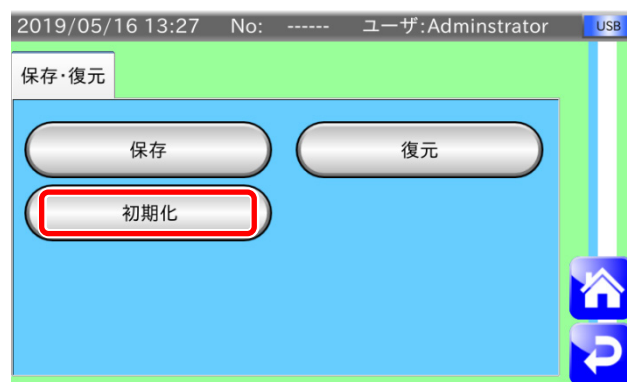 2019/05/16 13:27 No: ------ ユーザ:Adminstrator USB
保存・復元
保存 復元
初期化